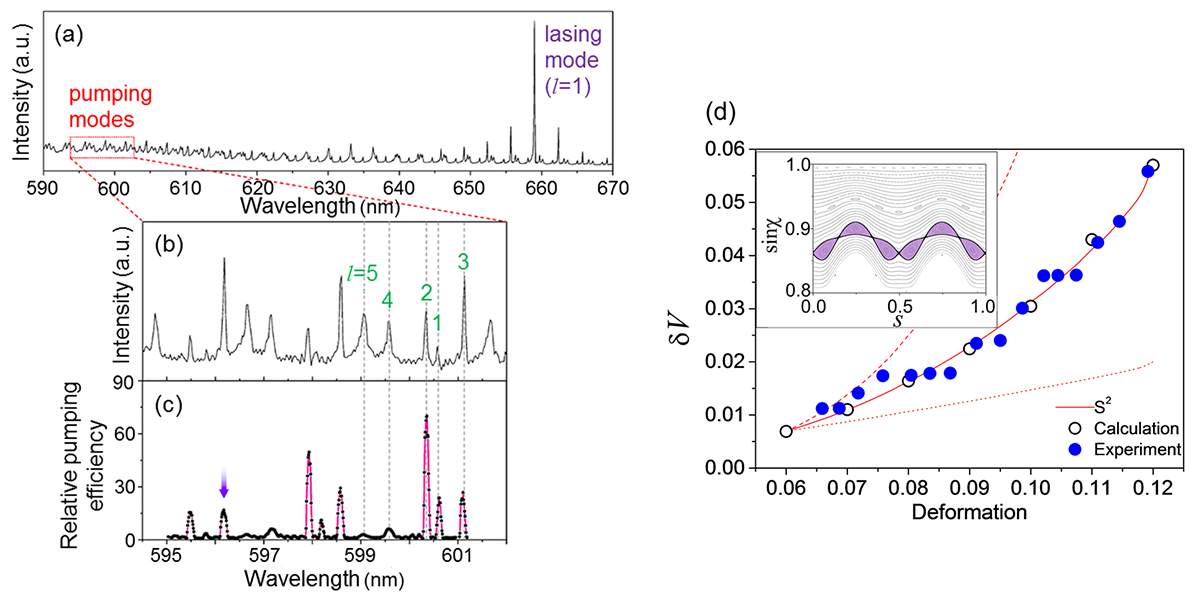 (a)
Intensity (a.u.)
pumping
modes
lasing
mode
(l=1)
590 600 610 620 630 640 650 660 670
Wavelength (nm)
(b)
Intensity (a.u.)
l=5
4
2
1
3
(c)
Relative pumping
efficiency
90
60
30
0
595 597 599 601
Wavelength (nm)
(d)
δV
0.06
0.05
0.04
0.03
0.02
0.01
0.00
sinχ
1.0
0.9
0.8
0.0 0.5 1.0
s
S²
Calculation
Experiment
0.06 0.07 0.08 0.09 0.10 0.11 0.12
Deformation